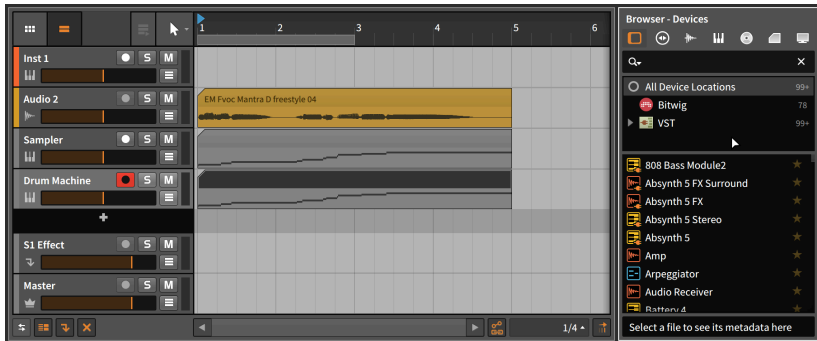 Browser - Devices
1 2 3 4 5 6
Inst 1 S M
Audio 2 S M
EM Fvoc Mantra D freestyle 04
Sampler S M
Drum Machine S M
+
S1 Effect S M
Master S M
1/4
All Device Locations 99+
Bitwig 78
VST 99+
808 Bass Module2
Absynth 5 FX Surround
Absynth 5 FX
Absynth 5 Stereo
Absynth 5
Amp
Arpeggiator
Audio Receiver
Battery 4
Select a file to see its metadata here